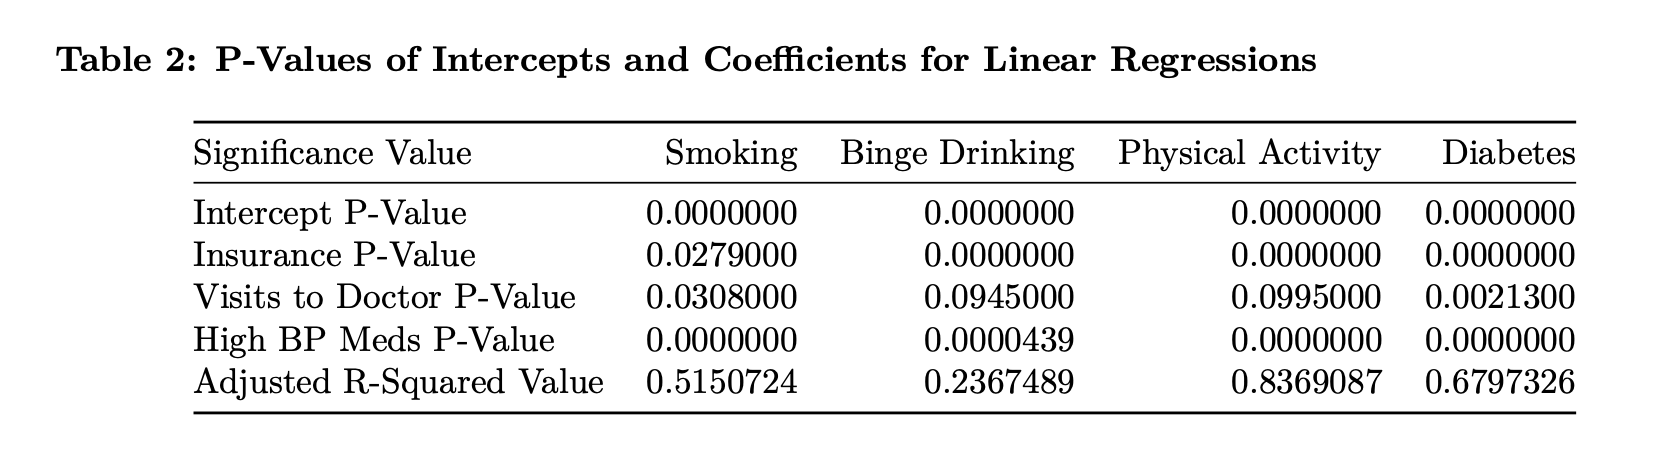 Table 2: P-Values of Intercepts and Coefficients for Linear Regressions
Significance Value Smoking Binge Drinking Physical Activity Diabetes
Intercept P-Value 0.0000000 0.0000000 0.0000000 0.0000000
Insurance P-Value 0.0279000 0.0000000 0.0000000 0.0000000
Visits to Doctor P-Value 0.0308000 0.0945000 0.0995000 0.0021300
High BP Meds P-Value 0.0000000 0.0000439 0.0000000 0.0000000
Adjusted R-Squared Value 0.5150724 0.2367489 0.8369087 0.6797326